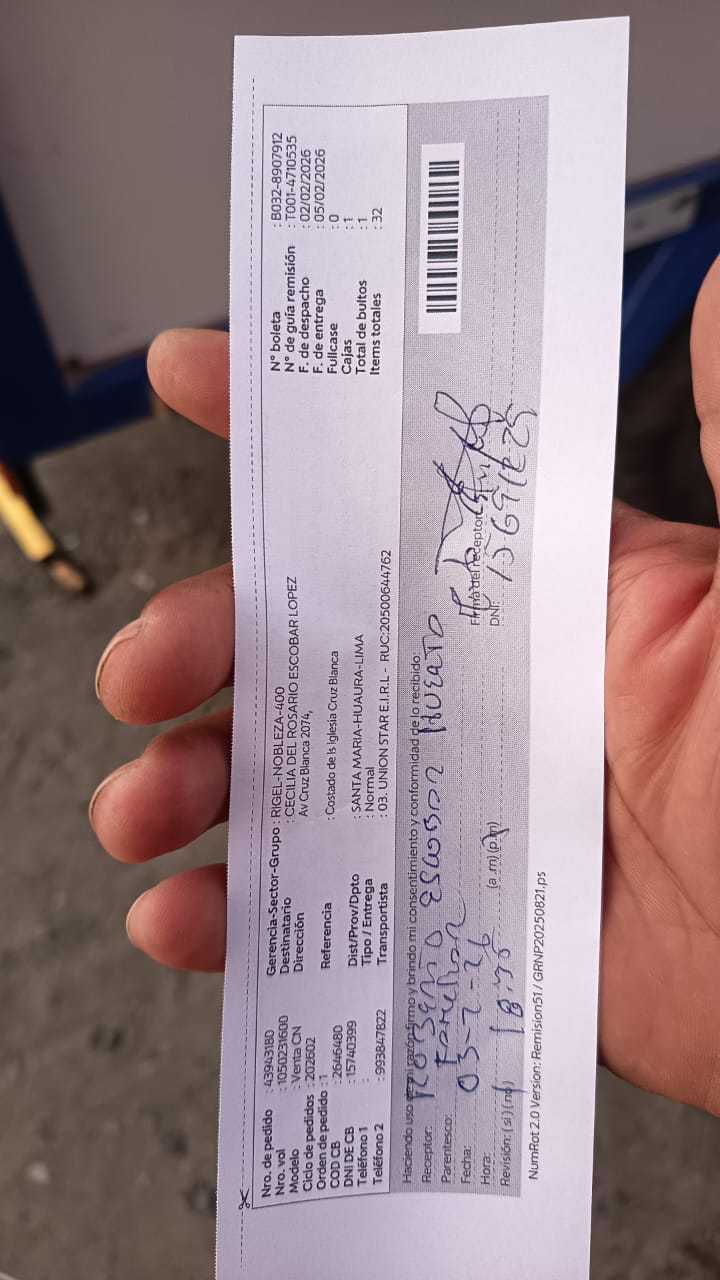 Nro. de pedido : 43943180
Nro. vol : 1050231600
Modelo : Venta CN
Ciclo de pedidos : 202602
Orden de pedido : 1
COD CB : 2646480
DNI DE CB : 15740399
Teléfono 1 :
Teléfono 2 : 993847822
Gerencia-Sector-Grupo : RIGEL-NOBLEZA-400
Destinatario : CECILIA DEL ROSARIO ESCOBAR LOPEZ
Dirección Av Cruz Blanca 2074,
Referencia : Costado de ls Iglesia Cruz Blanca
Dist/Prov/Dpto : SANTA MARIA-HUAURA-LIMA
Tipo / Entrega : Normal
Transportista : 03. UNION STAR E.I.R.L - RUC:20500644762
N° boleta : B032-8907912
N° de guía remisión : T001-4710535
F. de despacho : 02/02/2026
F. de entrega : 05/02/2026
Fullcase : 0
Cajas : 1
Total de bultos : 1
Items totales : 32
Haciendo uso de mi razón firmo y brindo mi consentimiento y conformidad de lo recibido:
Receptor: Rosario Escobar
Parentesco:
Fecha: 03-2-26
Hora: (a.m) (p.m)
Revisión: ( si ) ( no )
Firma del receptor:
DNI:
NumRot 2.0 Version: Remision51 / GRNP20250821.ps